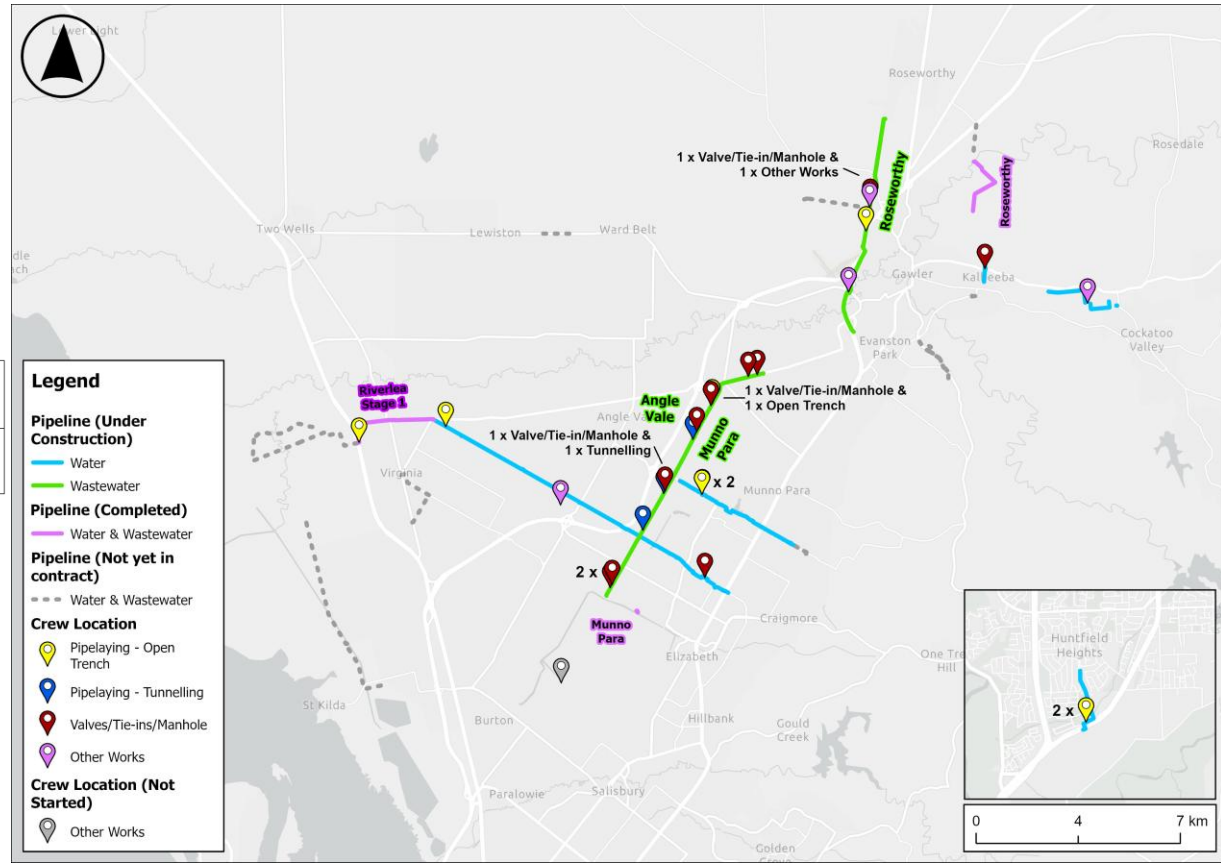 Lower Light
Roseworthy
Rosedale
1 x Valve/Tie-in/Manhole &
1 x Other Works
Roseworthy
Roseworthy
Two Wells
Lewiston
Ward Belt
Gawler
Kalbeeba
Cockatoo
Valley
Evanston
Park
Riverlea
Stage 1
Angle
Vale
Angle Vale
1 x Valve/Tie-in/Manhole &
1 x Open Trench
1 x Valve/Tie-in/Manhole &
1 x Tunnelling
Munno
Para
x 2
Virginia
Munno Para
2 x
Munno
Para
Craigmore
Elizabeth
One Tree
Hill
St Kilda
Burton
Hillbank
Gould
Creek
Paralowie
Salisbury
Golden
Grove
Legend
Pipeline (Under
Construction)
Water
Wastewater
Pipeline (Completed)
Water & Wastewater
Pipeline (Not yet in
contract)
Water & Wastewater
Crew Location
Pipelaying - Open
Trench
Pipelaying - Tunnelling
Valves/Tie-ins/Manhole
Other Works
Crew Location (Not
Started)
Other Works
Huntfield
Heights
2 x
0 4 7 km